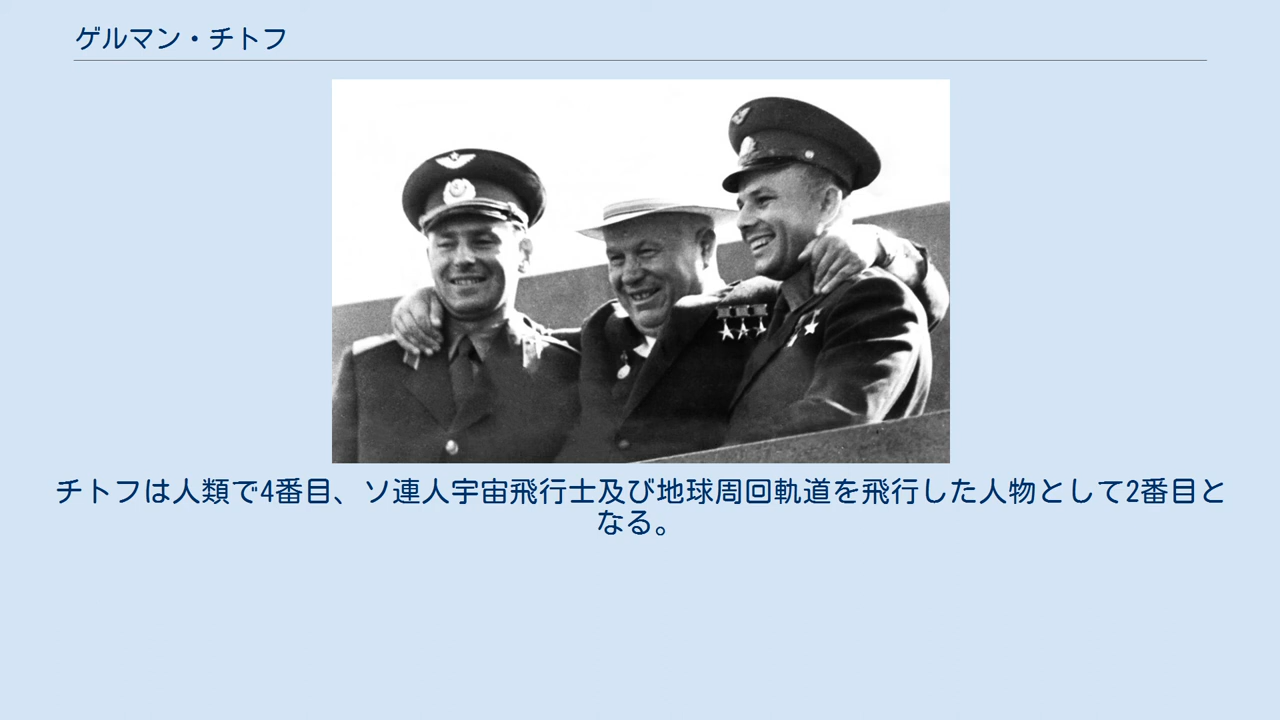 ゲルマン・チトフ
チトフは人類で4番目、ソ連人宇宙飛行士及び地球周回軌道を飛行した人物として2番目と
なる。